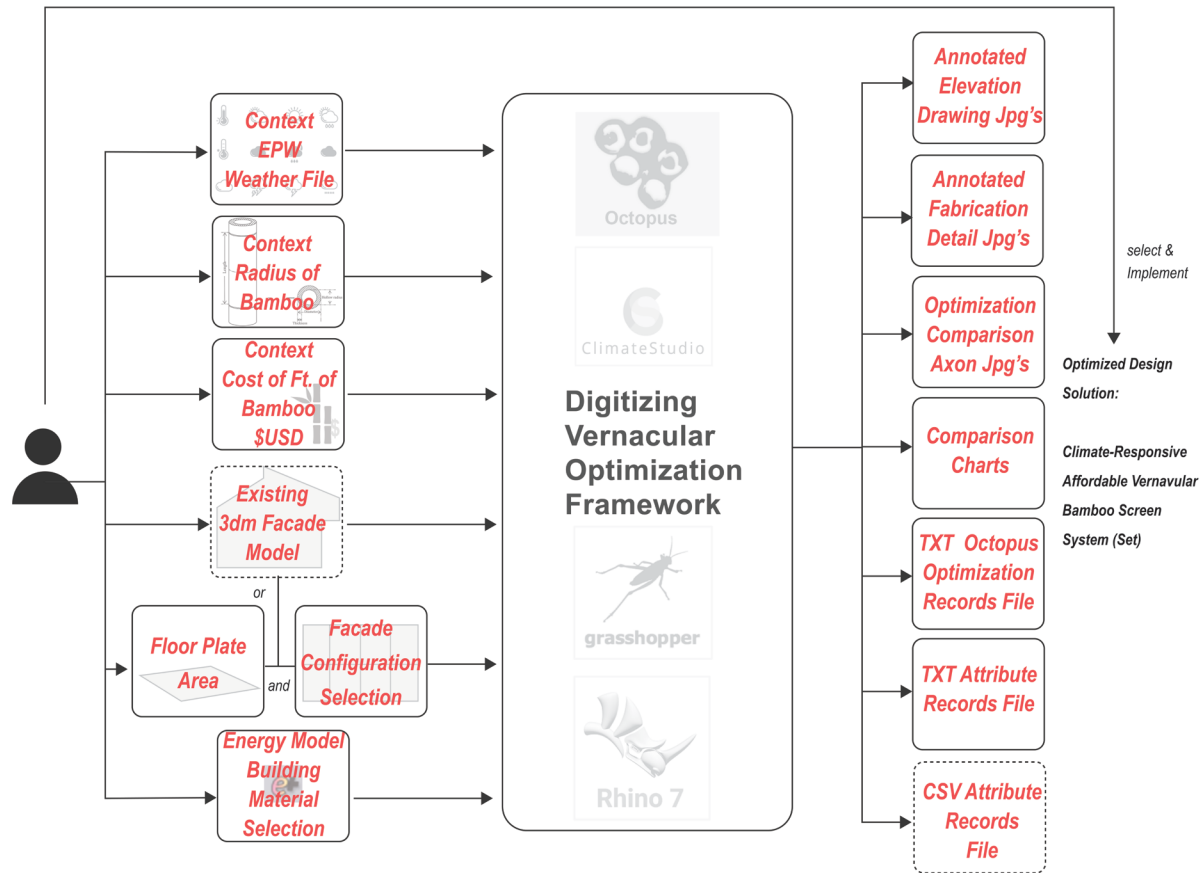 Context
EPW
Weather File
Context
Radius of
Bamboo
Length
Context
Cost of Ft. of
Bamboo
$USD
Existing
3dm Facade
Model
or
Floor Plate
Area
and
Facade
Configuration
Selection
Energy Model
Building
Material
Selection
Octopus
ClimateStudio
Digitizing
Vernacular
Optimization
Framework
grasshopper
Rhino 7
Annotated
Elevation
Drawing Jpg's
Annotated
Fabrication
Detail Jpg's
Optimization
Comparison
Axon Jpg's
Comparison
Charts
TXT Octopus
Optimization
Records File
TXT Attribute
Records File
CSV Attribute
Records
File
select &
Implement
Optimized Design
Solution:
Climate-Responsive
Affordable Vernavular
Bamboo Screen
System (Set)